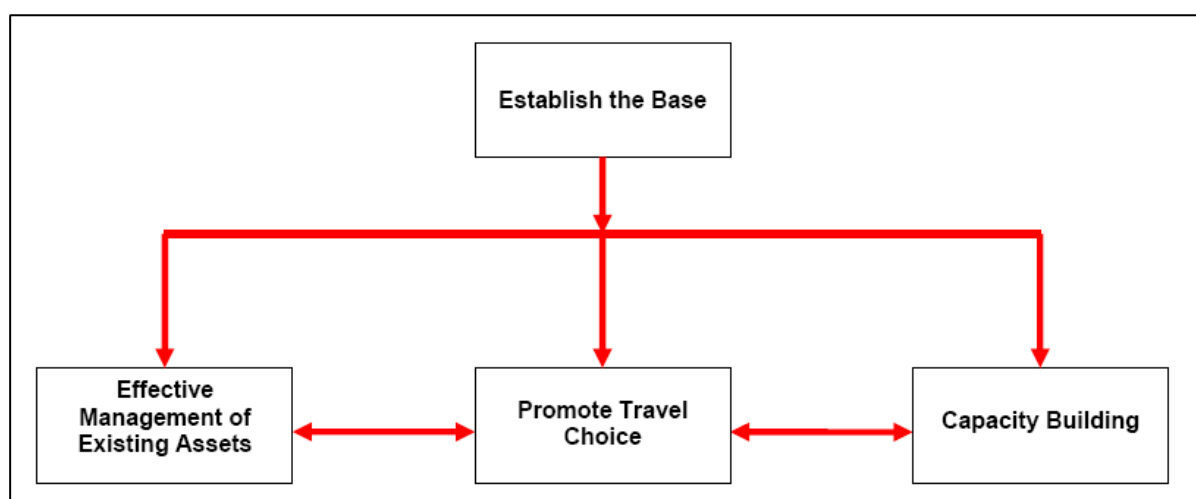 Establish the Base
Effective
Management of
Existing Assets
Promote Travel
Choice
Capacity Building